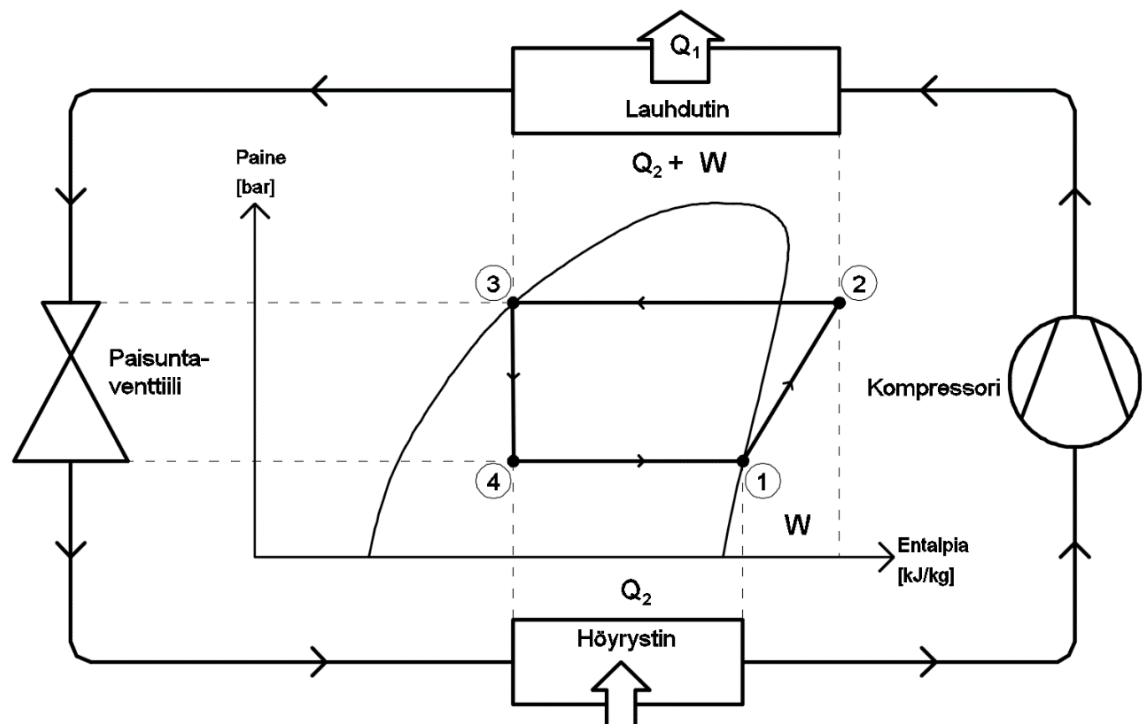 Q₁
Lauhdutin
Paine
[bar]
Q₂ + W
3
2
Paisunta-
venttiili
Kompressori
4
1
W
Entalpia
[kJ/kg]
Q₂
Höyrystin